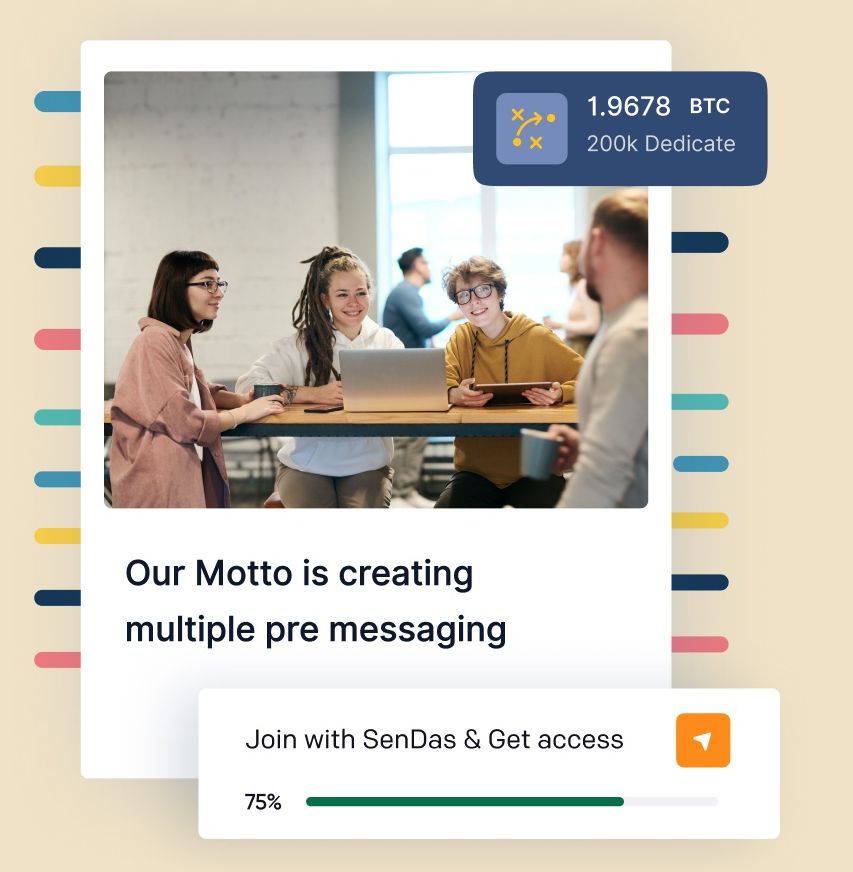 1.9678 BTC
200k Dedicate
Our Motto is creating
multiple pre messaging
Join with SenDas & Get access
75%